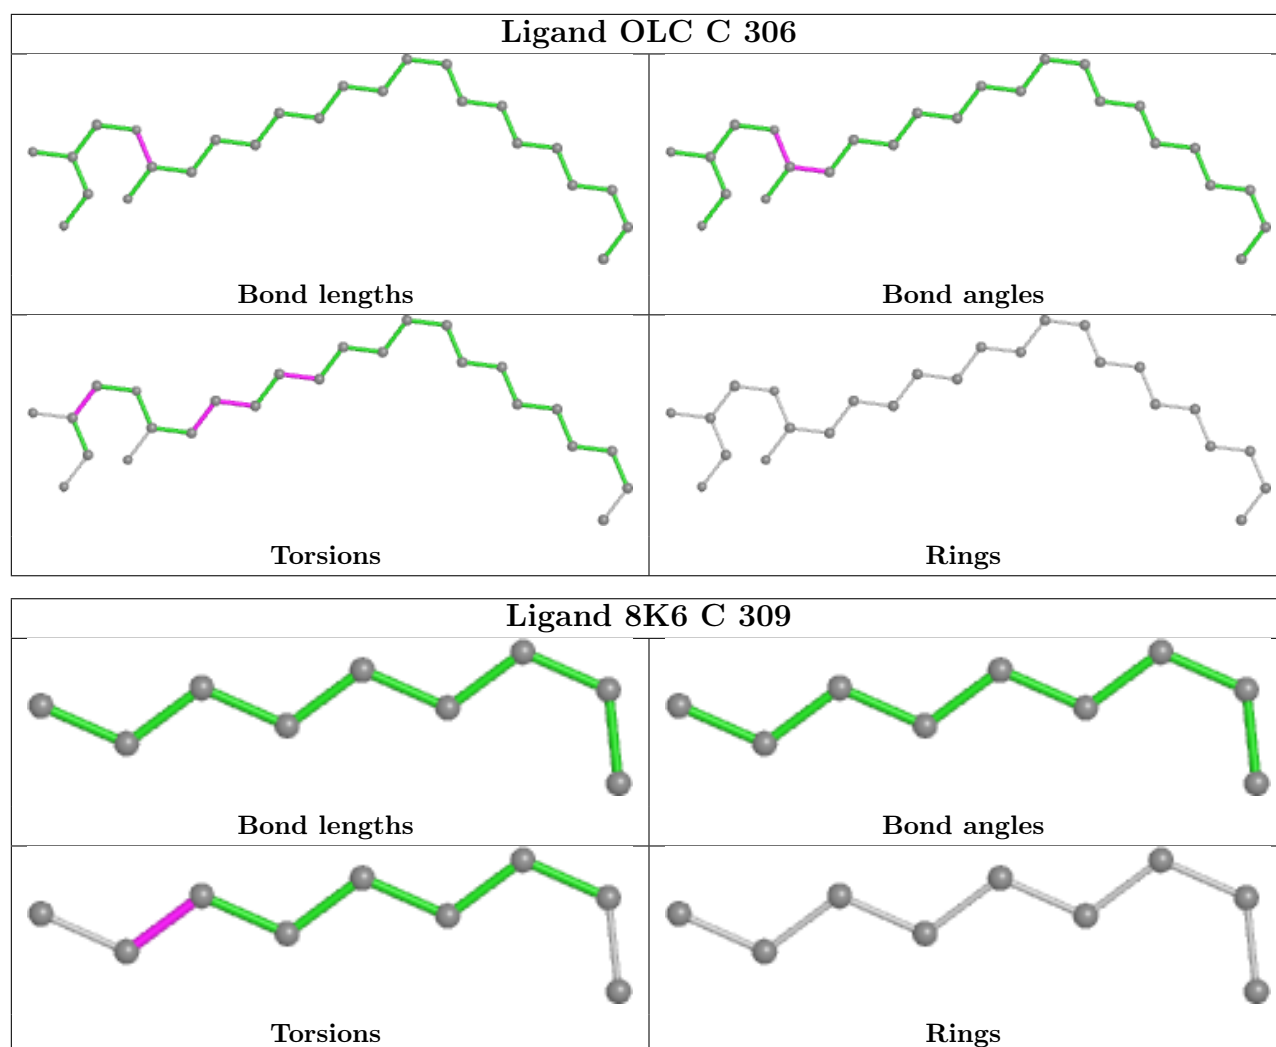 Ligand OLC C 306
Bond lengths
Bond angles
Torsions
Rings
Ligand 8K6 C 309
Bond lengths
Bond angles
Torsions
Rings